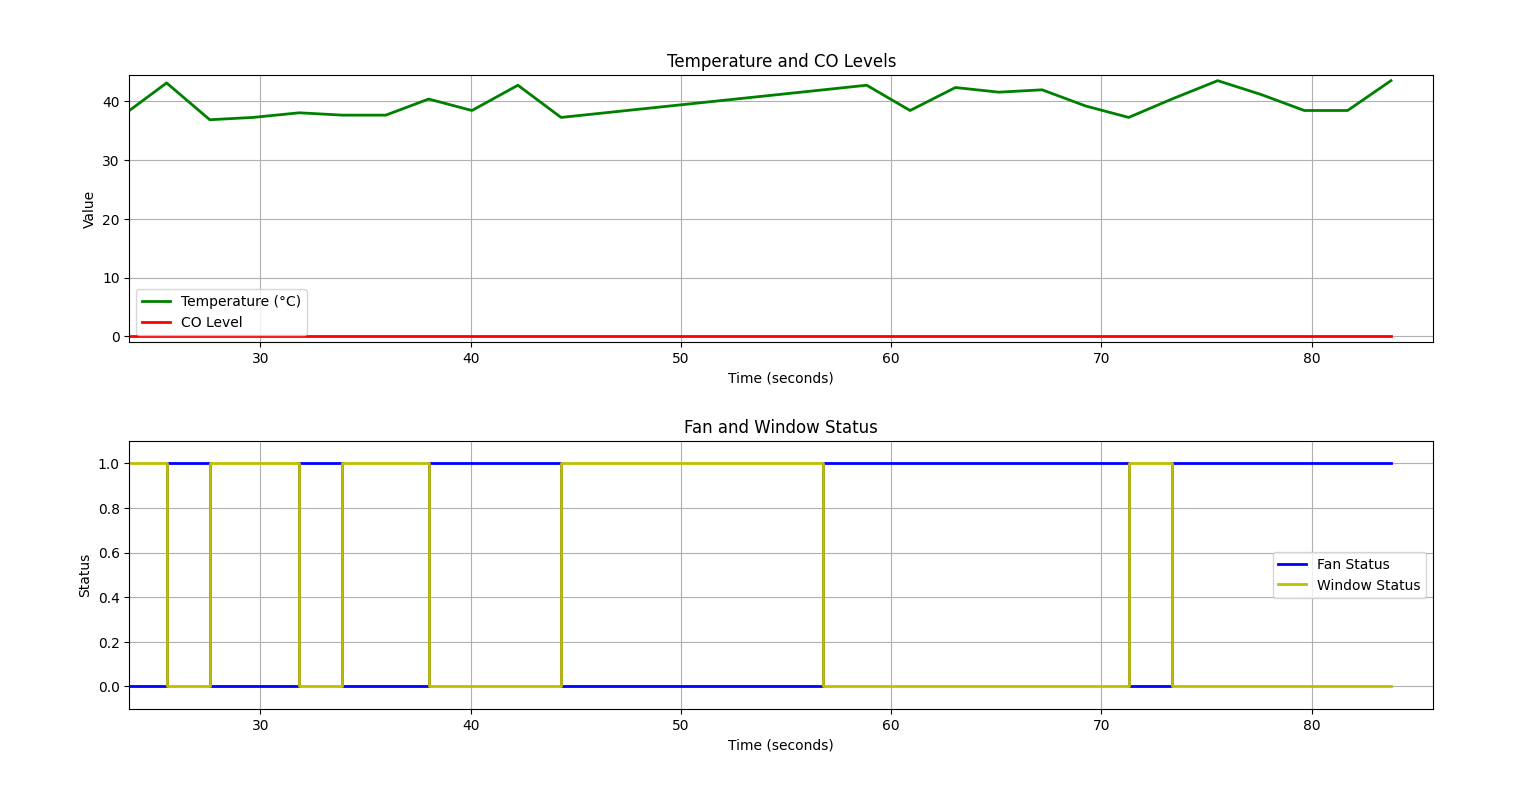 Temperature and CO Levels
40
30
20
10
0
Value
Temperature (°C)
CO Level
30 40 50 60 70 80
Time (seconds)
Fan and Window Status
1.0
0.8
0.6
0.4
0.2
0.0
Status
Fan Status
Window Status
30 40 50 60 70 80
Time (seconds)